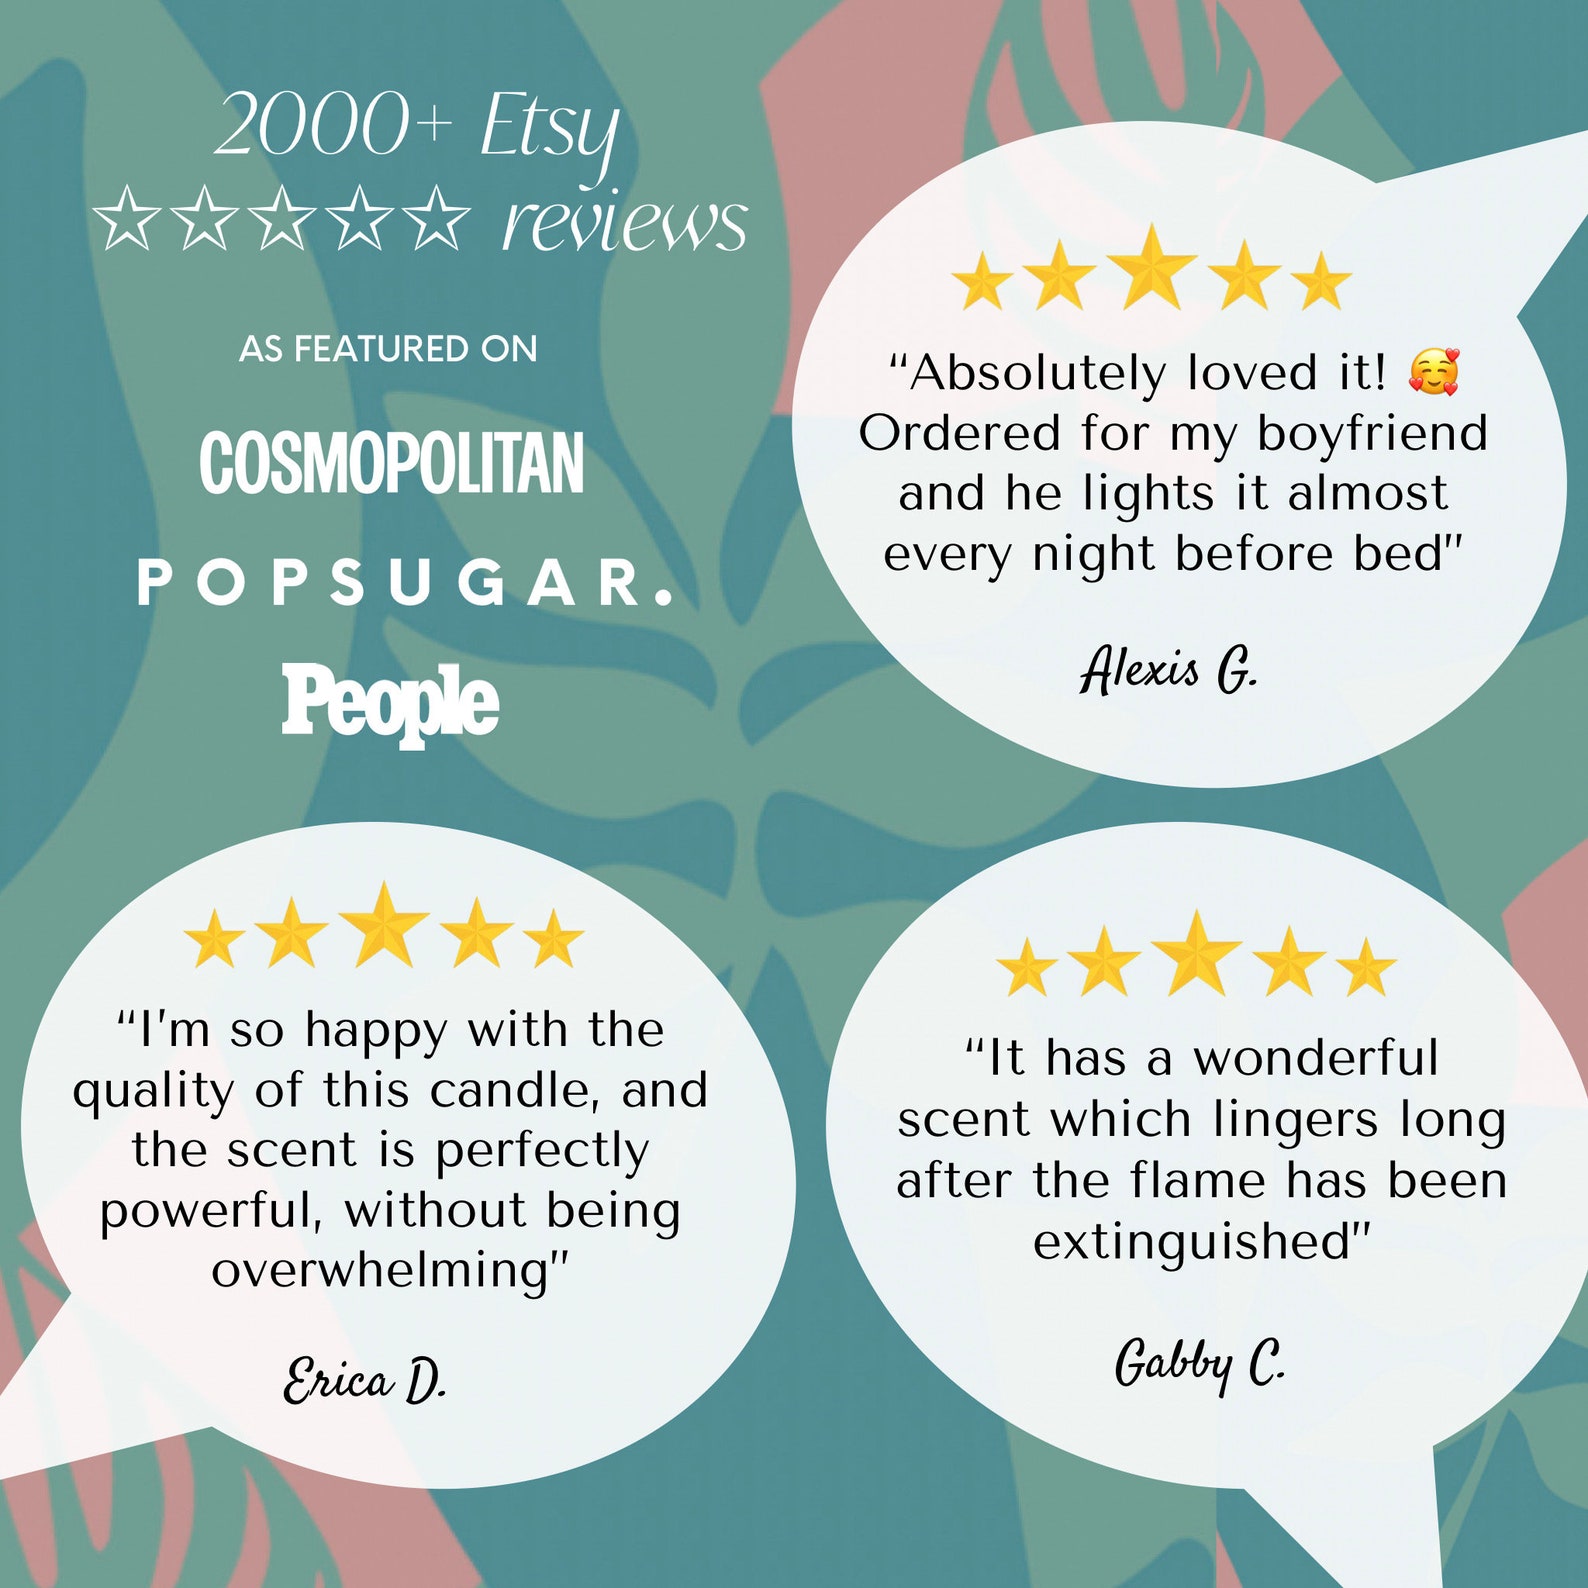 2000+ Etsy
☆☆☆☆☆ reviews
AS FEATURED ON
COSMOPOLITAN
POPSUGAR.
People
“Absolutely loved it! 🥰
Ordered for my boyfriend
and he lights it almost
every night before bed”
Alexis G.
“I'm so happy with the
quality of this candle, and
the scent is perfectly
powerful, without being
overwhelming”
Erica D.
“It has a wonderful
scent which lingers long
after the flame has been
extinguished”
Gabby C.